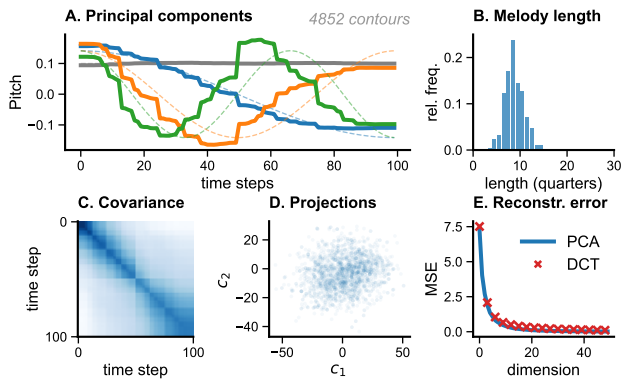 A. Principal components
4852 contours
Pitch
0.1
0.0
−0.1
0
20
40
60
80
100
time steps
B. Melody length
rel. freq.
0.2
0.1
0.0
0
10
20
30
length (quarters)
C. Covariance
time step
0
100
0
100
time step
D. Projections
c2
20
0
−20
−40
−50
0
50
c1
E. Reconstr. error
MSE
7.5
5.0
2.5
0.0
PCA
DCT
0
20
40
dimension